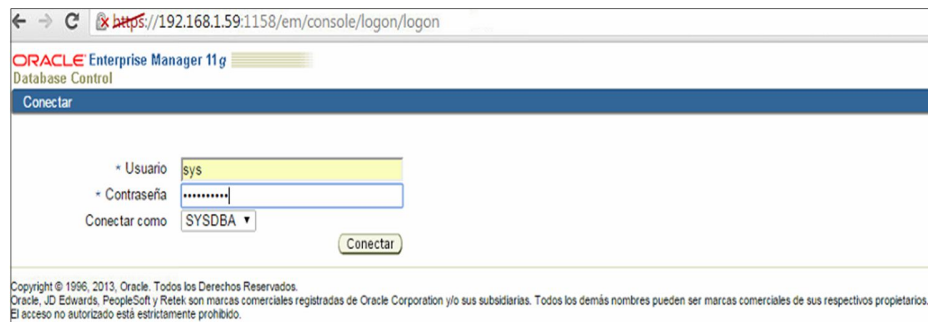 https://192.168.1.59:1158/em/console/logon/logon
ORACLE Enterprise Manager 11g
Database Control
Conectar
* Usuario sys
* Contraseña ••••••••••
Conectar como SYSDBA
Conectar
Copyright © 1996, 2013, Oracle. Todos los Derechos Reservados.
Oracle, JD Edwards, PeopleSoft y Retek son marcas comerciales registradas de Oracle Corporation y/o sus subsidiarias. Todos los demás nombres pueden ser marcas comerciales de sus respectivos propietarios.
El acceso no autorizado está estrictamente prohibido.